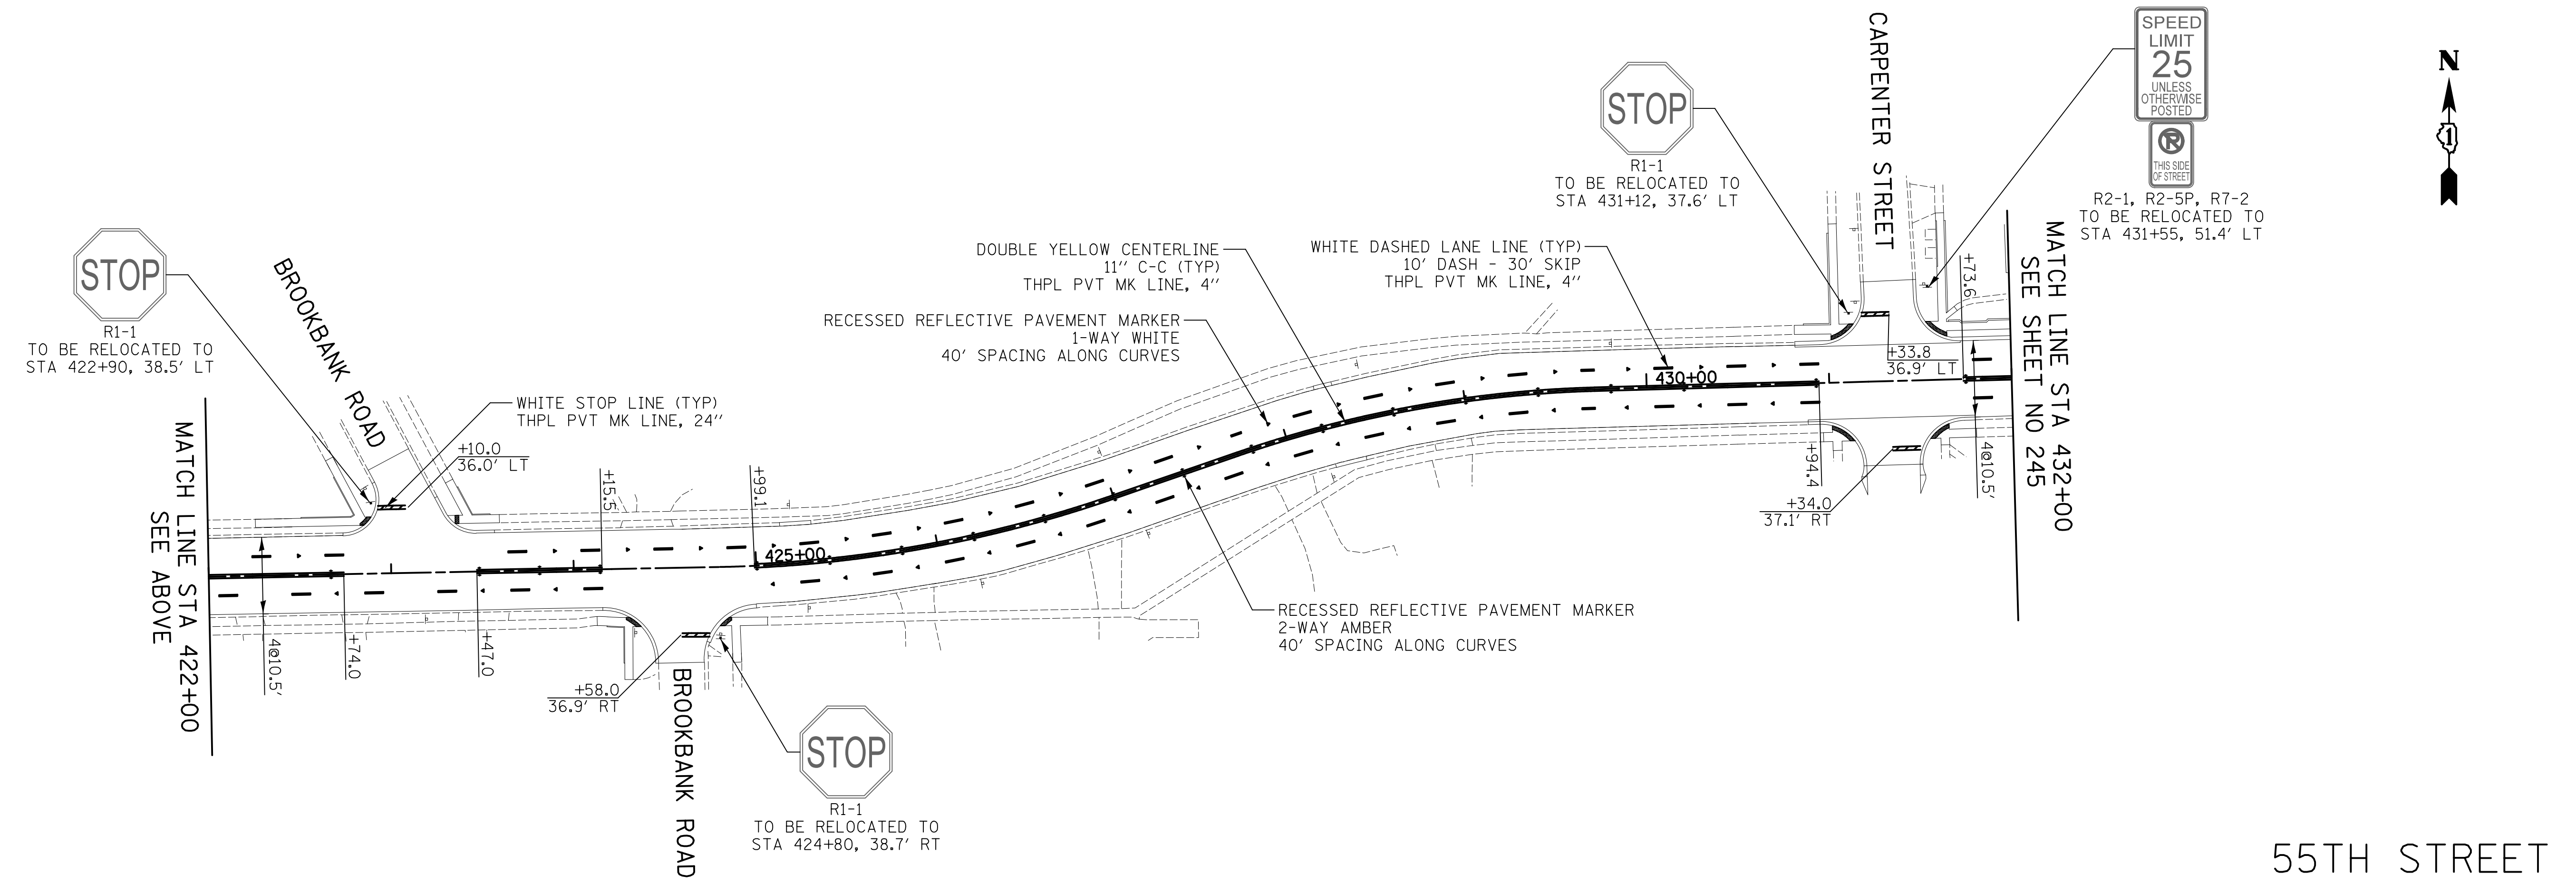 CARPENTER STREET
SPEED
LIMIT
25
UNLESS
OTHERWISE
POSTED
THIS SIDE
OF STREET
R2-1, R2-5P, R7-2
TO BE RELOCATED TO
STA 431+55, 51.4' LT
N
1
STOP
R1-1
TO BE RELOCATED TO
STA 431+12, 37.6' LT
STOP
R1-1
TO BE RELOCATED TO
STA 422+90, 38.5' LT
BROOKBANK ROAD
DOUBLE YELLOW CENTERLINE
11'' C-C (TYP)
THPL PVT MK LINE, 4''
WHITE DASHED LANE LINE (TYP)
10' DASH - 30' SKIP
THPL PVT MK LINE, 4''
RECESSED REFLECTIVE PAVEMENT MARKER
1-WAY WHITE
40' SPACING ALONG CURVES
MATCH LINE STA 432+00
SEE SHEET NO 245
+73.6
+33.8
36.9' LT
430+00
WHITE STOP LINE (TYP)
THPL PVT MK LINE, 24''
+10.0
36.0' LT
MATCH LINE STA 422+00
SEE ABOVE
+15.5
+99.1
425+00
+94.4
4@10.5'
+34.0
37.1' RT
4@10.5'
+74.0
+47.0
+58.0
36.9' RT
RECESSED REFLECTIVE PAVEMENT MARKER
2-WAY AMBER
40' SPACING ALONG CURVES
BROOKBANK ROAD
STOP
R1-1
TO BE RELOCATED TO
STA 424+80, 38.7' RT
55TH STREET